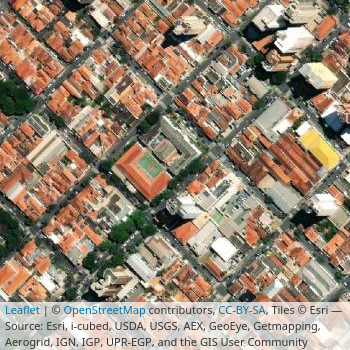 Leaflet | © OpenStreetMap contributors, CC-BY-SA, Tiles © Esri —
Source: Esri, i-cubed, USDA, USGS, AEX, GeoEye, Getmapping,
Aerogrid, IGN, IGP, UPR-EGP, and the GIS User Community